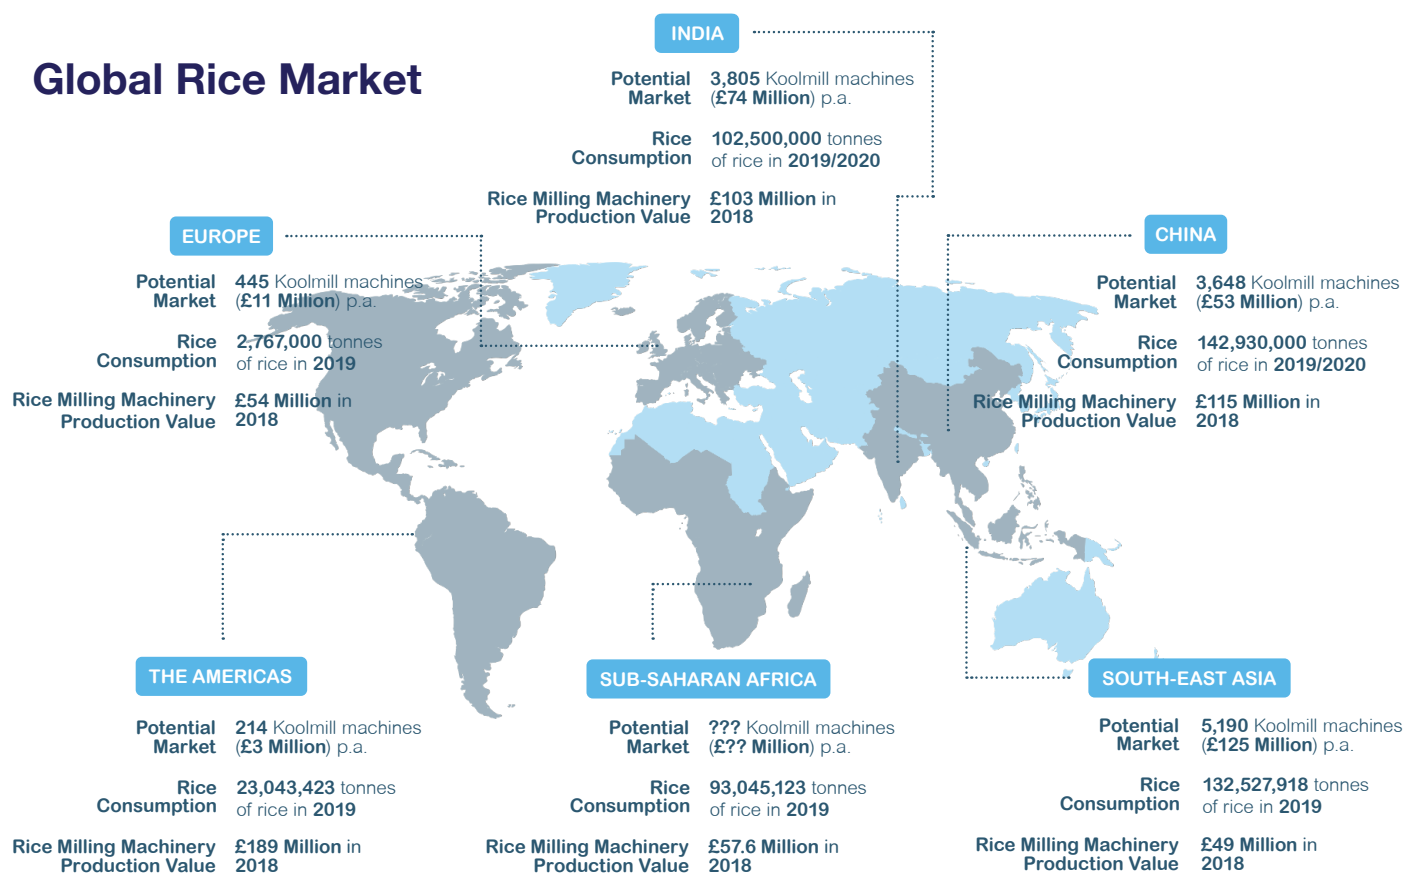 Global Rice Market
INDIA
Potential Market 3,805 Koolmill machines (£74 Million) p.a.
Rice Consumption 102,500,000 tonnes of rice in 2019/2020
Rice Milling Machinery Production Value £103 Million in 2018
EUROPE
Potential Market 445 Koolmill machines (£11 Million) p.a.
Rice Consumption 2,767,000 tonnes of rice in 2019
Rice Milling Machinery Production Value £54 Million in 2018
CHINA
Potential Market 3,648 Koolmill machines (£53 Million) p.a.
Rice Consumption 142,930,000 tonnes of rice in 2019/2020
Rice Milling Machinery Production Value £115 Million in 2018
THE AMERICAS
Potential Market 214 Koolmill machines (£3 Million) p.a.
Rice Consumption 23,043,423 tonnes of rice in 2019
Rice Milling Machinery Production Value £189 Million in 2018
SUB-SAHARAN AFRICA
Potential Market ??? Koolmill machines (£?? Million) p.a.
Rice Consumption 93,045,123 tonnes of rice in 2019
Rice Milling Machinery Production Value £57.6 Million in 2018
SOUTH-EAST ASIA
Potential Market 5,190 Koolmill machines (£125 Million) p.a.
Rice Consumption 132,527,918 tonnes of rice in 2019
Rice Milling Machinery Production Value £49 Million in 2018